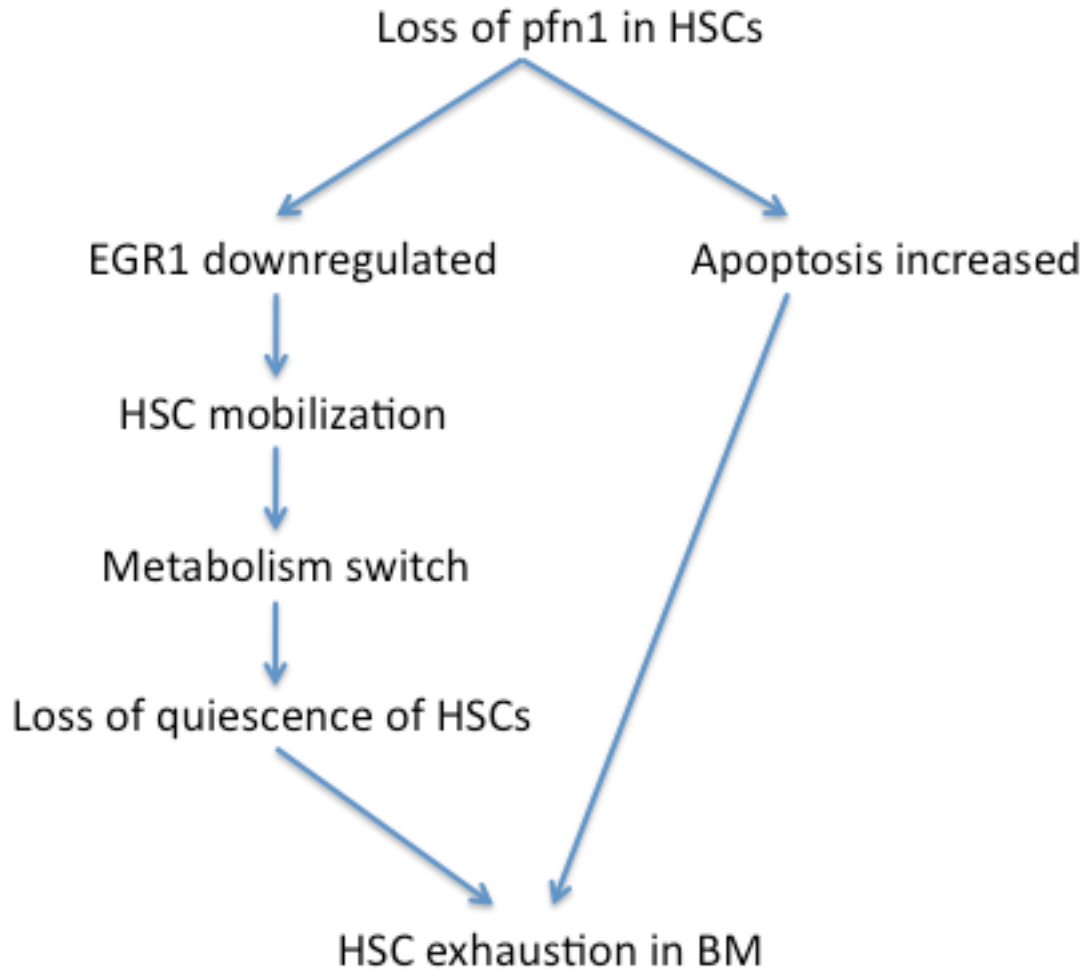 Loss of pfn1 in HSCs
EGR1 downregulated
Apoptosis increased
HSC mobilization
Metabolism switch
Loss of quiescence of HSCs
HSC exhaustion in BM